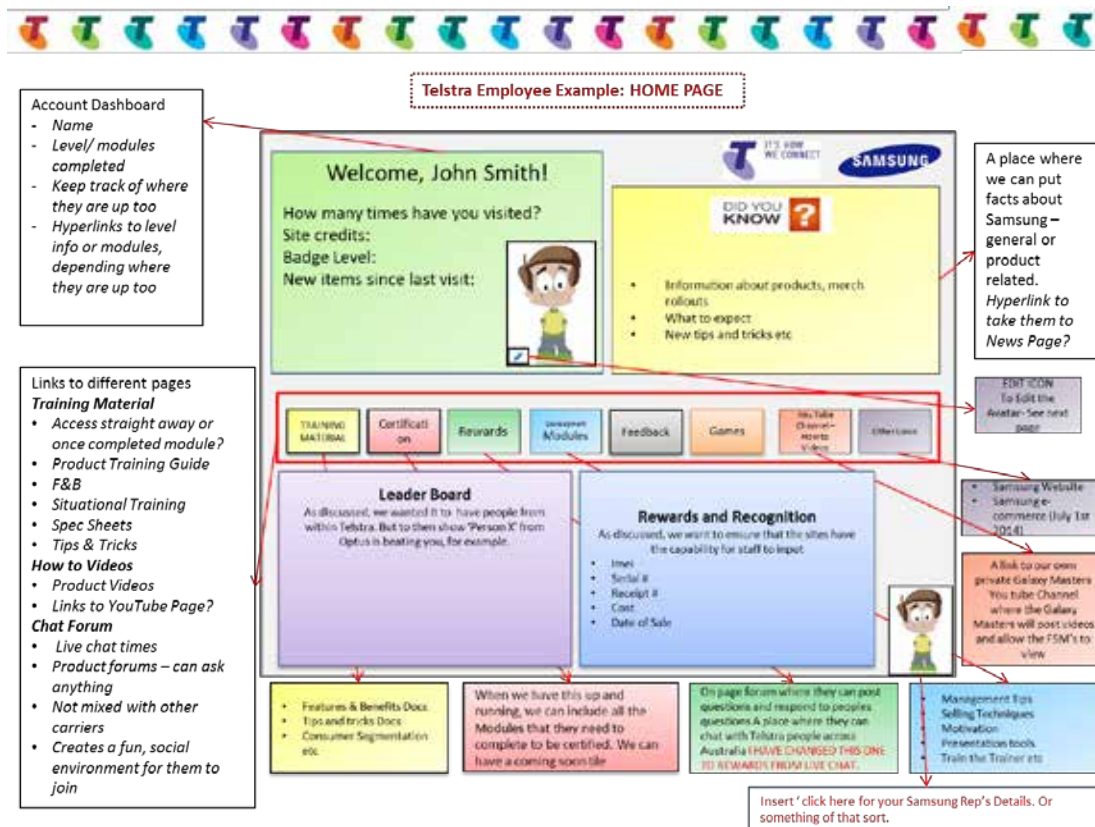 Telstra Employee Example: HOME PAGE
Account Dashboard
- Name
- Level/ modules
completed
- Keep track of where
they are up too
- Hyperlinks to level
info or modules,
depending where
they are up too
Welcome, John Smith!
How many times have you visited?
Site credits:
Badge Level:
New items since last visit:
IT'S HOW
WE CONNECT
SAMSUNG
DID YOU
KNOW ?
• Information about products, merch
rollouts
• What to expect
• New tips and tricks etc
A place where
we can put
facts about
Samsung –
general or
product
related.
Hyperlink to
take them to
News Page?
EDIT ICON
To Edit the
Avatar- See next
page
Links to different pages
Training Material
• Access straight away or
once completed module?
• Product Training Guide
• F&B
• Situational Training
• Spec Sheets
• Tips & Tricks
How to Videos
• Product Videos
• Links to YouTube Page?
Chat Forum
• Live chat times
• Product forums – can ask
anything
• Not mixed with other
carriers
• Creates a fun, social
environment for them to
join
TRAINING
MATERIAL
Certificati
on
Rewards
Modules
Feedback
Games
You Tube
Channel –
How to
Videos
Other Links
Leader Board
As discussed, we wanted it to have people from
within Telstra. But to then show 'Person X' from
Optus is beating you, for example.
Rewards and Recognition
As discussed, we want to ensure that the sites have
the capability for staff to input
• Imei
• Serial #
• Receipt #
• Cost
• Date of Sale
• Samsung Website
• Samsung e-
commerce (July 1st
2014)
A link to our own
private Galaxy Masters
You tube Channel
where the Galaxy
Masters will post videos
and allow the FSM's to
view
• Features & Benefits Docs
• Tips and tricks Docs
• Consumer Segmentation
etc
When we have this up and
running, we can include all the
Modules that they need to
complete to be certified. We can
have a coming soon tile
On page forum where they can post
questions and respond to peoples
questions A place where they can
chat with Telstra people across
Australia I HAVE CHANGED THIS ONE
TO REWARDS FROM LIVE CHAT.
• Management Tips
• Selling Techniques
• Motivation
• Presentation tools
• Train the Trainer etc
Insert 'click here for your Samsung Rep's Details. Or
something of that sort.